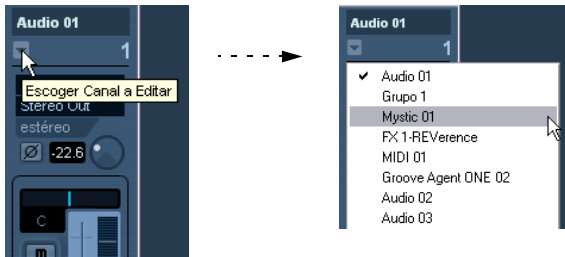 Audio 01
1
Escoger Canal a Editar
Stereo Out
estéreo
Ø -22.6
C
m
Audio 01
1
✓ Audio 01
Grupo 1
Mystic 01
FX 1-REVerence
MIDI 01
Groove Agent ONE 02
Audio 02
Audio 03